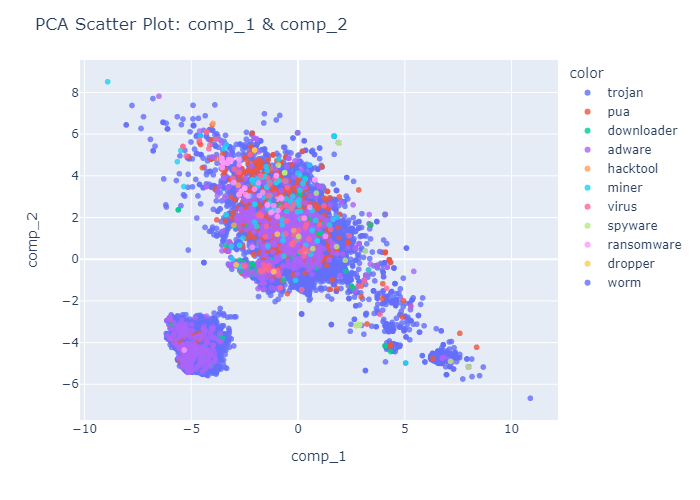 PCA Scatter Plot: comp_1 & comp_2
color
trojan
pua
downloader
adware
hacktool
miner
virus
spyware
ransomware
dropper
worm
comp_2
8
6
4
2
0
−2
−4
−6
−10
−5
0
5
10
comp_1